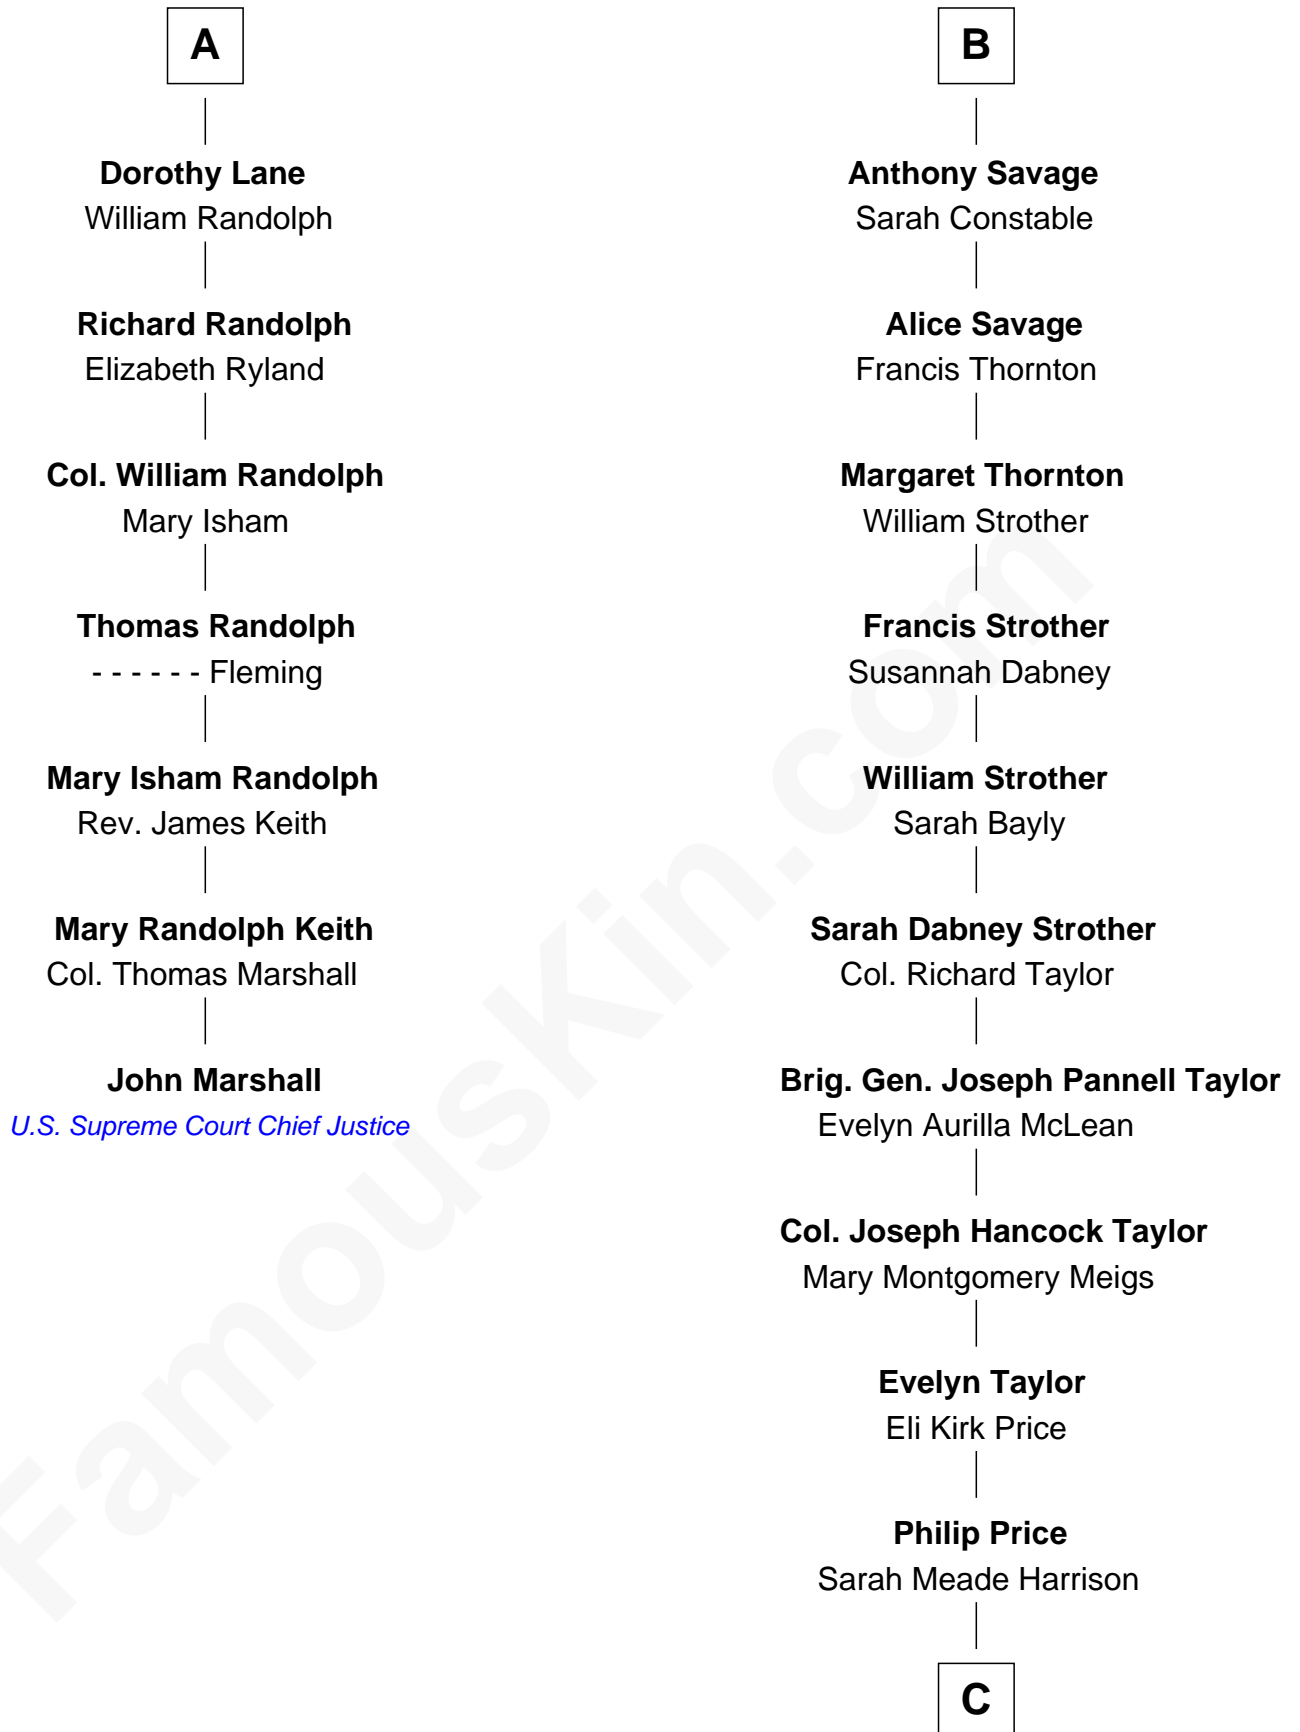 A
Dorothy Lane
William Randolph
Richard Randolph
Elizabeth Ryland
Col. William Randolph
Mary Isham
Thomas Randolph
- - - - - - Fleming
Mary Isham Randolph
Rev. James Keith
Mary Randolph Keith
Col. Thomas Marshall
John Marshall
U.S. Supreme Court Chief Justice
B
Anthony Savage
Sarah Constable
Alice Savage
Francis Thornton
Margaret Thornton
William Strother
Francis Strother
Susannah Dabney
William Strother
Sarah Bayly
Sarah Dabney Strother
Col. Richard Taylor
Brig. Gen. Joseph Pannell Taylor
Evelyn Aurilla McLean
Col. Joseph Hancock Taylor
Mary Montgomery Meigs
Evelyn Taylor
Eli Kirk Price
Philip Price
Sarah Meade Harrison
C
FamousKin.com